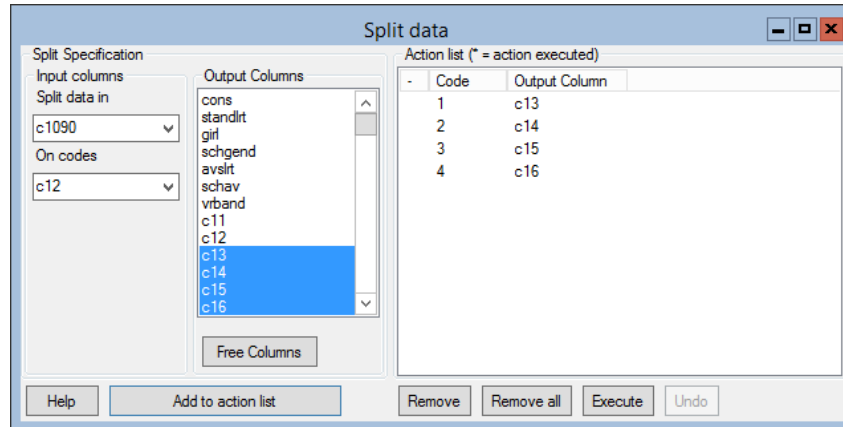 Split data
Split Specification
Input columns
Split data in
c1090
On codes
c12
Output Columns
cons
standlrt
girl
schgend
avslrt
schav
vrband
c11
c12
c13
c14
c15
c16
Free Columns
Help
Add to action list
Action list (* = action executed)
- Code Output Column
1 c13
2 c14
3 c15
4 c16
Remove
Remove all
Execute
Undo